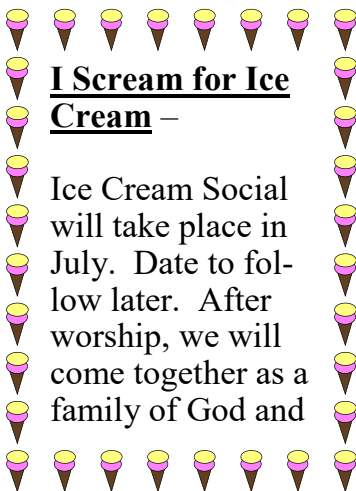 I Scream for Ice
Cream –
Ice Cream Social
will take place in
July.  Date to fol-
low later.  After
worship, we will
come together as a
family of God and